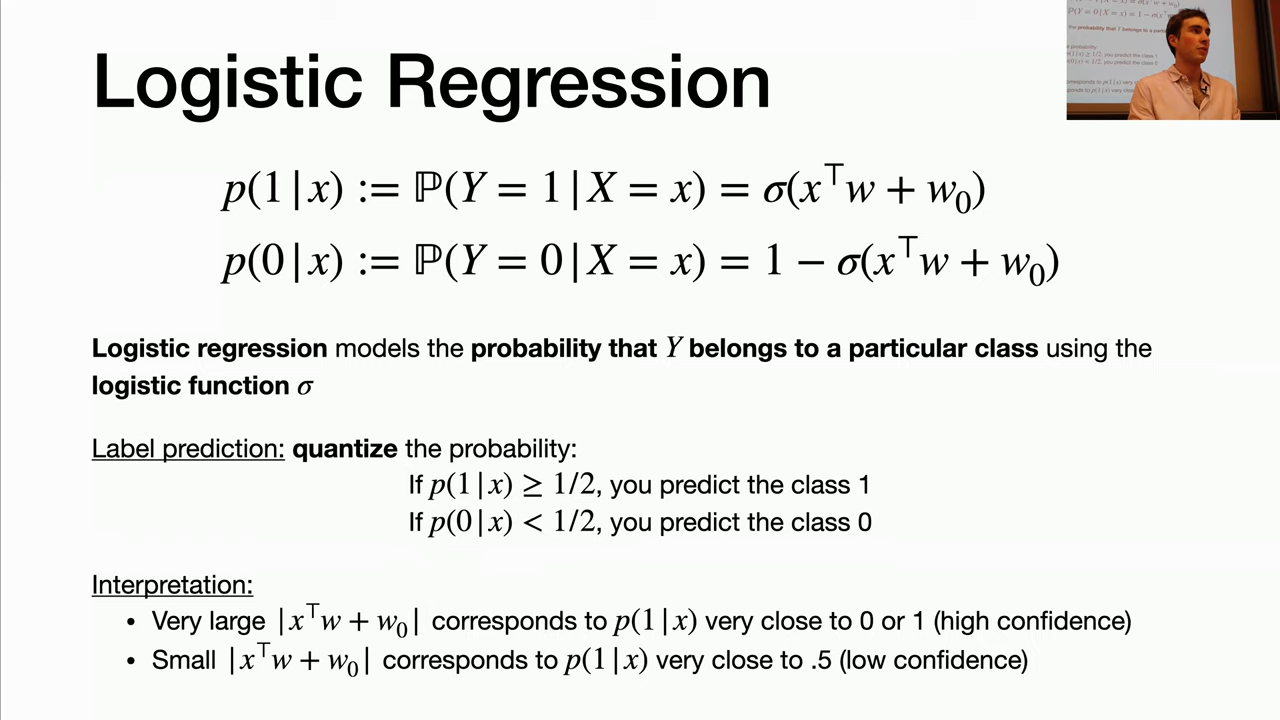 Logistic Regression
p(1|x) := ℙ(Y = 1|X = x) = σ(x⊤w + w₀)
p(0|x) := ℙ(Y = 0|X = x) = 1 − σ(x⊤w + w₀)
Logistic regression models the probability that Y belongs to a particular class using the
logistic function σ
Label prediction: quantize the probability:
If p(1|x) ≥ 1/2, you predict the class 1
If p(0|x) < 1/2, you predict the class 0
Interpretation:
• Very large |x⊤w + w₀| corresponds to p(1|x) very close to 0 or 1 (high confidence)
• Small |x⊤w + w₀| corresponds to p(1|x) very close to .5 (low confidence)